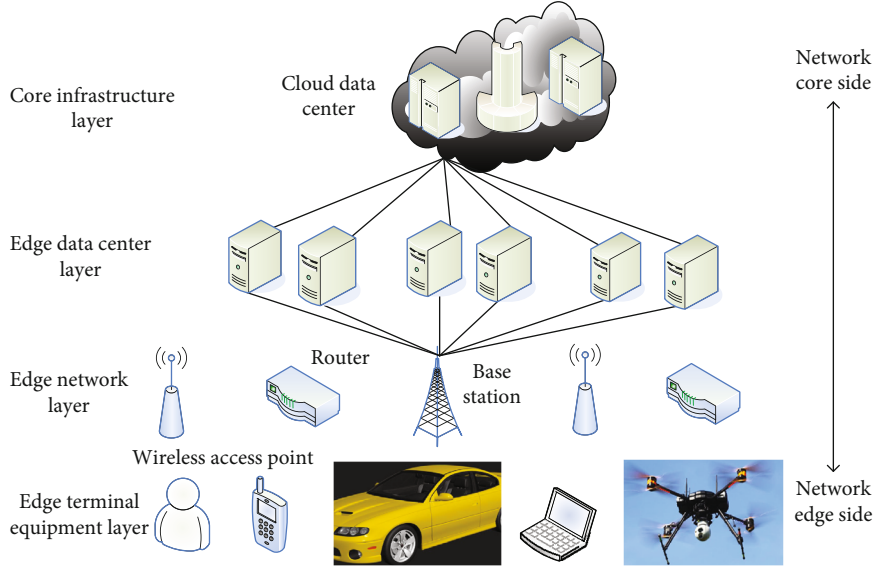 Network
core side
Cloud data
center
Core infrastructure
layer
Edge data center
layer
Router
Base
station
Edge network
layer
Wireless access point
Edge terminal
equipment layer
Network
edge side